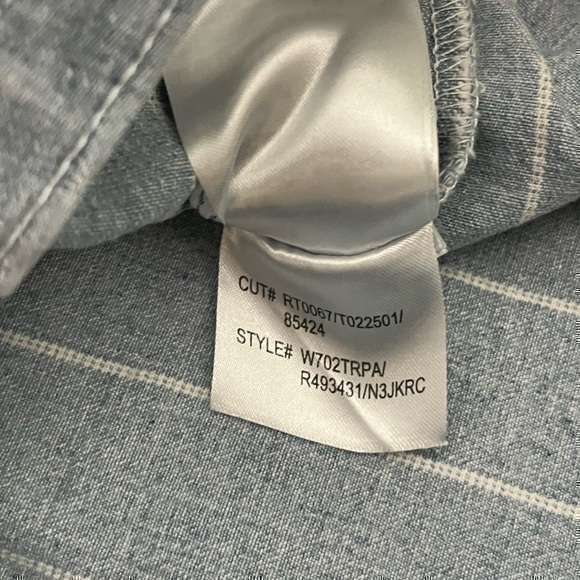 CUT# RT0067/T022501/
85424
STYLE# W702TRPA/
R493431/N3JKRC